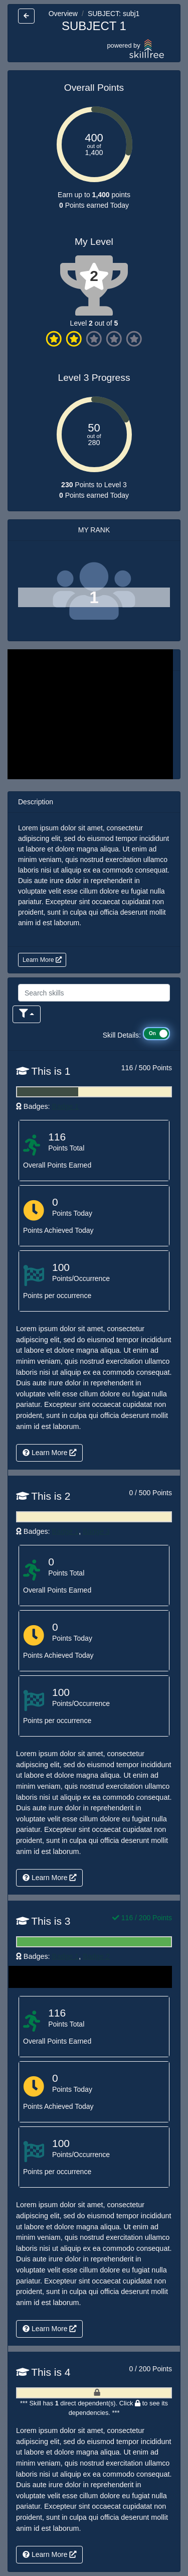 Overview / SUBJECT: subj1
SUBJECT 1
powered by
skilltree
Overall Points
400
out of
1,400
Earn up to 1,400 points
0 Points earned Today
My Level
2
Level 2 out of 5
Level 3 Progress
50
out of
280
230 Points to Level 3
0 Points earned Today
MY RANK
1
Description
Lorem ipsum dolor sit amet, consectetur
adipiscing elit, sed do eiusmod tempor incididunt
ut labore et dolore magna aliqua. Ut enim ad
minim veniam, quis nostrud exercitation ullamco
laboris nisi ut aliquip ex ea commodo consequat.
Duis aute irure dolor in reprehenderit in
voluptate velit esse cillum dolore eu fugiat nulla
pariatur. Excepteur sint occaecat cupidatat non
proident, sunt in culpa qui officia deserunt mollit
anim id est laborum.
Learn More
Search skills
Skill Details: On
This is 1
116 / 500 Points
Badges:
116
Points Total
Overall Points Earned
0
Points Today
Points Achieved Today
100
Points/Occurrence
Points per occurrence
Lorem ipsum dolor sit amet, consectetur
adipiscing elit, sed do eiusmod tempor incididunt
ut labore et dolore magna aliqua. Ut enim ad
minim veniam, quis nostrud exercitation ullamco
laboris nisi ut aliquip ex ea commodo consequat.
Duis aute irure dolor in reprehenderit in
voluptate velit esse cillum dolore eu fugiat nulla
pariatur. Excepteur sint occaecat cupidatat non
proident, sunt in culpa qui officia deserunt mollit
anim id est laborum.
Learn More
This is 2
0 / 500 Points
Badges: ,
0
Points Total
Overall Points Earned
0
Points Today
Points Achieved Today
100
Points/Occurrence
Points per occurrence
Lorem ipsum dolor sit amet, consectetur
adipiscing elit, sed do eiusmod tempor incididunt
ut labore et dolore magna aliqua. Ut enim ad
minim veniam, quis nostrud exercitation ullamco
laboris nisi ut aliquip ex ea commodo consequat.
Duis aute irure dolor in reprehenderit in
voluptate velit esse cillum dolore eu fugiat nulla
pariatur. Excepteur sint occaecat cupidatat non
proident, sunt in culpa qui officia deserunt mollit
anim id est laborum.
Learn More
This is 3
116 / 200 Points
Badges: ,
116
Points Total
Overall Points Earned
0
Points Today
Points Achieved Today
100
Points/Occurrence
Points per occurrence
Lorem ipsum dolor sit amet, consectetur
adipiscing elit, sed do eiusmod tempor incididunt
ut labore et dolore magna aliqua. Ut enim ad
minim veniam, quis nostrud exercitation ullamco
laboris nisi ut aliquip ex ea commodo consequat.
Duis aute irure dolor in reprehenderit in
voluptate velit esse cillum dolore eu fugiat nulla
pariatur. Excepteur sint occaecat cupidatat non
proident, sunt in culpa qui officia deserunt mollit
anim id est laborum.
Learn More
This is 4
0 / 200 Points
*** Skill has 1 direct dependent(s). Click to see its
dependencies. ***
Lorem ipsum dolor sit amet, consectetur
adipiscing elit, sed do eiusmod tempor incididunt
ut labore et dolore magna aliqua. Ut enim ad
minim veniam, quis nostrud exercitation ullamco
laboris nisi ut aliquip ex ea commodo consequat.
Duis aute irure dolor in reprehenderit in
voluptate velit esse cillum dolore eu fugiat nulla
pariatur. Excepteur sint occaecat cupidatat non
proident, sunt in culpa qui officia deserunt mollit
anim id est laborum.
Learn More